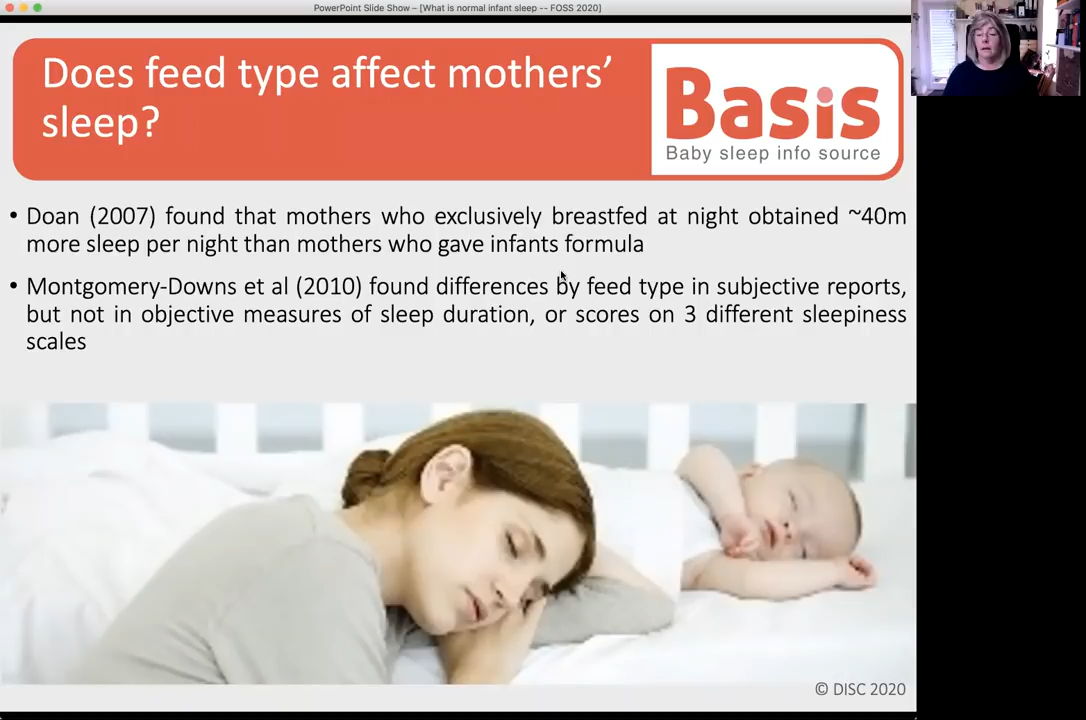 PowerPoint Slide Show – [What is normal infant sleep -- FOSS 2020]
Does feed type affect mothers’
sleep?
Basis
Baby sleep info source
• Doan (2007) found that mothers who exclusively breastfed at night obtained ~40m
more sleep per night than mothers who gave infants formula
• Montgomery-Downs et al (2010) found differences by feed type in subjective reports,
but not in objective measures of sleep duration, or scores on 3 different sleepiness
scales
© DISC 2020